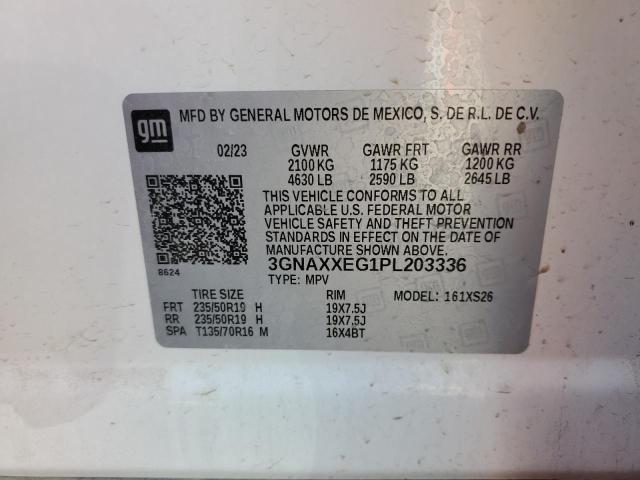 gm
MFD BY GENERAL MOTORS DE MEXICO, S. DE R.L. DE C.V.
02/23 GVWR GAWR FRT GAWR RR
2100 KG 1175 KG 1200 KG
4630 LB 2590 LB 2645 LB
THIS VEHICLE CONFORMS TO ALL
APPLICABLE U.S. FEDERAL MOTOR
VEHICLE SAFETY AND THEFT PREVENTION
STANDARDS IN EFFECT ON THE DATE
OF MANUFACTURE SHOWN ABOVE.
8624
3GNAXXEG1PL203336
TYPE: MPV
TIRE SIZE RIM MODEL: 161XS26
FRT 235/50R19 H 19X7.5J
RR 235/50R19 H 19X7.5J
SPA T135/70R16 M 16X4BT